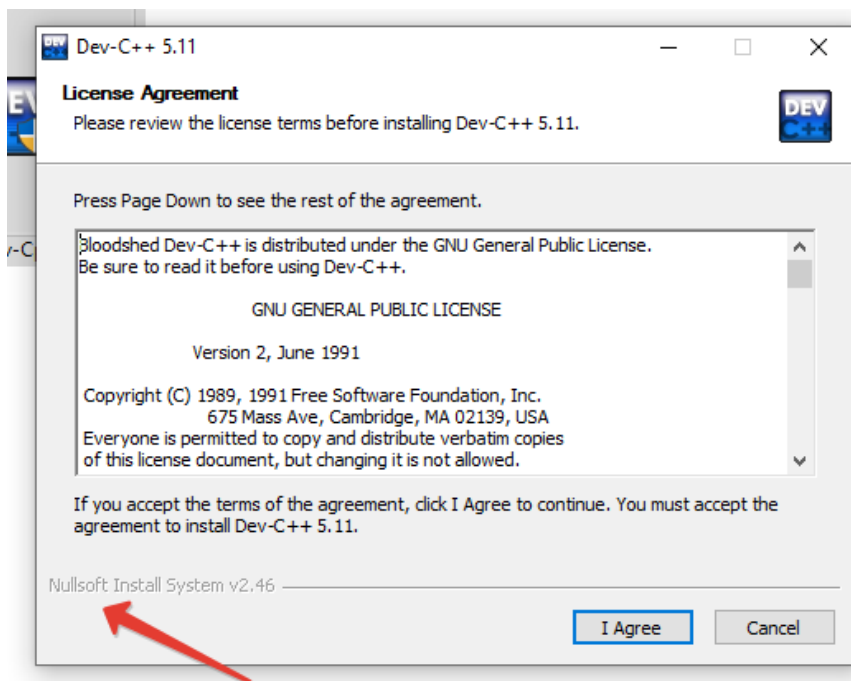 Dev-C++ 5.11
License Agreement
Please review the license terms before installing Dev-C++ 5.11.
DEV
C++
Press Page Down to see the rest of the agreement.
Bloodshed Dev-C++ is distributed under the GNU General Public License.
Be sure to read it before using Dev-C++.
GNU GENERAL PUBLIC LICENSE
Version 2, June 1991
Copyright (C) 1989, 1991 Free Software Foundation, Inc.
675 Mass Ave, Cambridge, MA 02139, USA
Everyone is permitted to copy and distribute verbatim copies
of this license document, but changing it is not allowed.
If you accept the terms of the agreement, click I Agree to continue. You must accept the
agreement to install Dev-C++ 5.11.
Nullsoft Install System v2.46
I Agree
Cancel